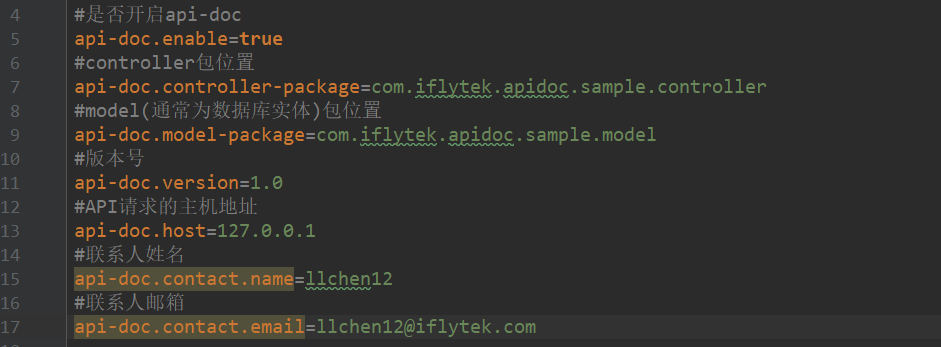 4 #是否开启api-doc
5 api-doc.enable=true
6 #controller包位置
7 api-doc.controller-package=com.iflytek.apidoc.sample.controller
8 #model(通常为数据库实体)包位置
9 api-doc.model-package=com.iflytek.apidoc.sample.model
10 #版本号
11 api-doc.version=1.0
12 #API请求的主机地址
13 api-doc.host=127.0.0.1
14 #联系人姓名
15 api-doc.contact.name=llchen12
16 #联系人邮箱
17 api-doc.contact.email=llchen12@iflytek.com